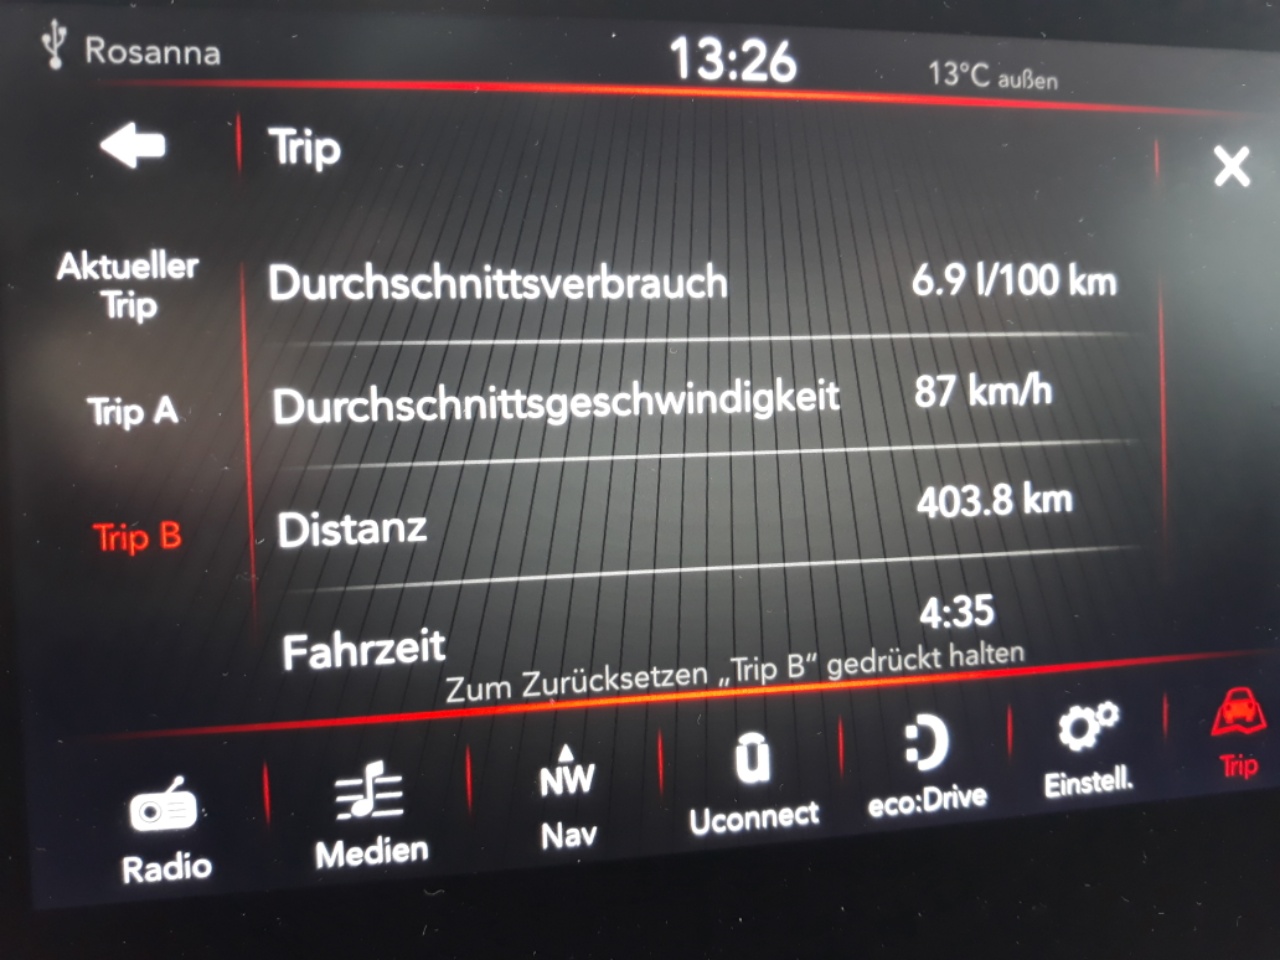 Rosanna
13:26
13°C außen
Trip
Aktueller
Trip
Durchschnittsverbrauch 6.9 l/100 km
Trip A
Durchschnittsgeschwindigkeit 87 km/h
Trip B
Distanz 403.8 km
Fahrzeit 4:35
Zum Zurücksetzen „Trip B“ gedrückt halten
NW
Radio
Medien
Nav
Uconnect
eco:Drive
Einstell.
Trip